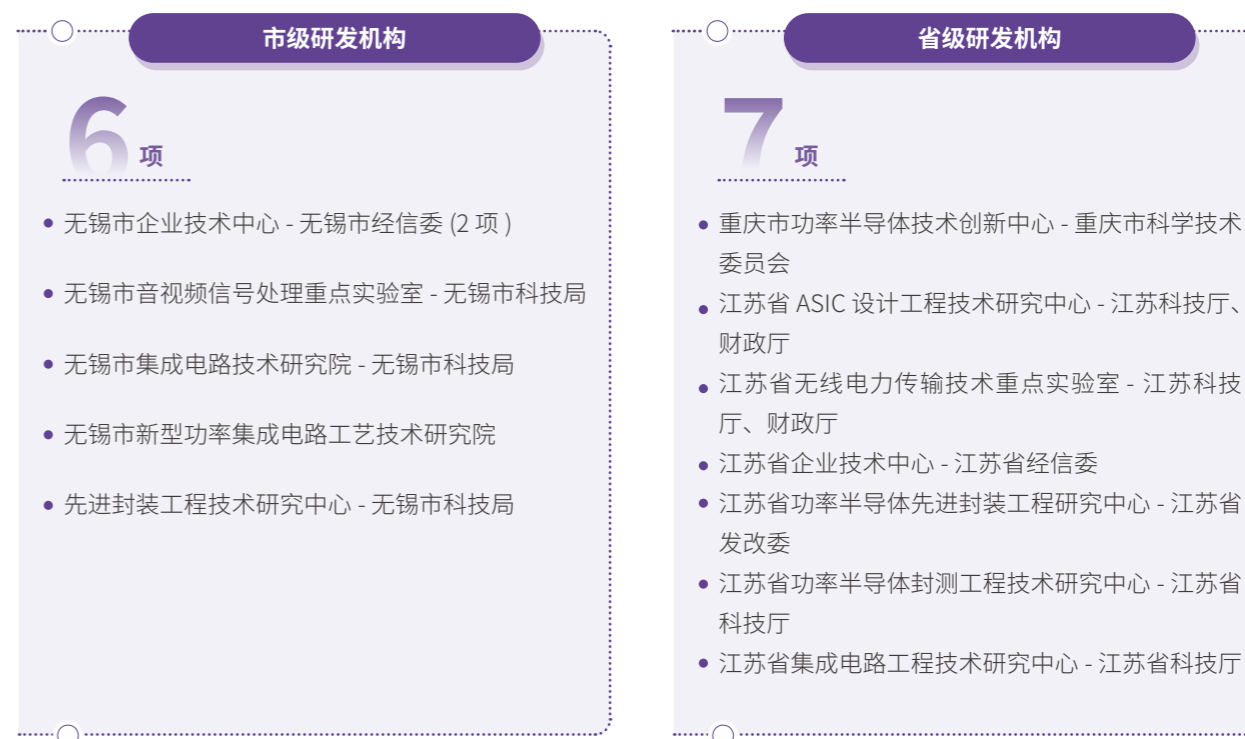 市级研发机构
6 项
无锡市企业技术中心 - 无锡市经信委 (2 项 )
无锡市音视频信号处理重点实验室 - 无锡市科技局
无锡市集成电路技术研究院 - 无锡市科技局
无锡市新型功率集成电路工艺技术研究院
先进封装工程技术研究中心 - 无锡市科技局
省级研发机构
7 项
重庆市功率半导体技术创新中心 - 重庆市科学技术
委员会
江苏省 ASIC 设计工程技术研究中心 - 江苏科技厅、
财政厅
江苏省无线电力传输技术重点实验室 - 江苏科技
厅、财政厅
江苏省企业技术中心 - 江苏省经信委
江苏省功率半导体先进封装工程研究中心 - 江苏省
发改委
江苏省功率半导体封测工程技术研究中心 - 江苏省
科技厅
江苏省集成电路工程技术研究中心 - 江苏省科技厅